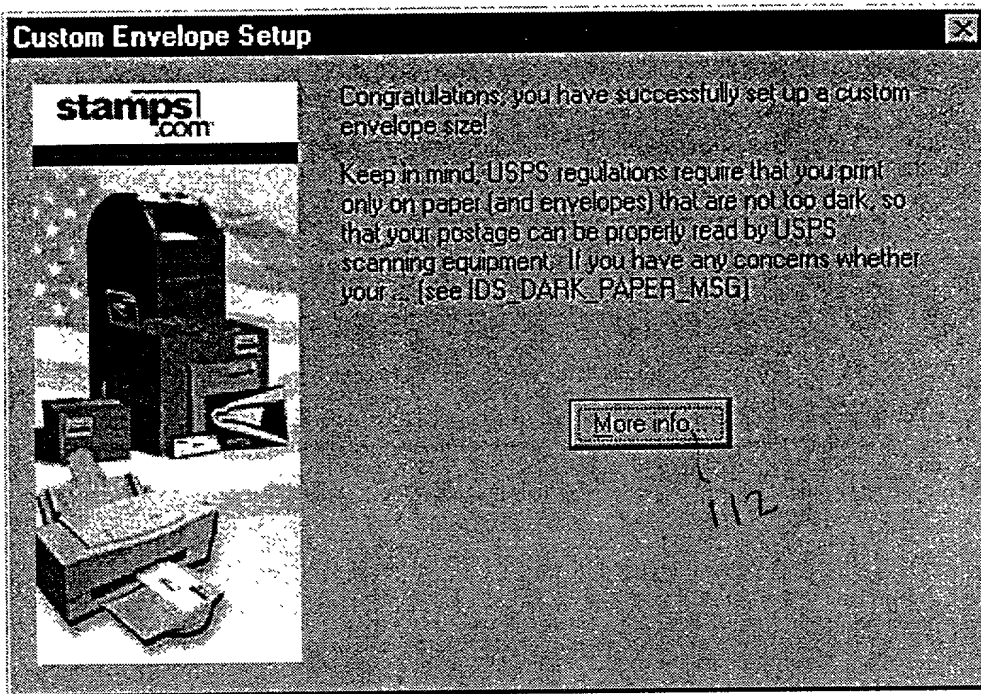 Custom Envelope Setup
stamps
.com
Congratulations, you have successfully set up a custom
envelope size!
Keep in mind, USPS regulations require that you print
only on paper (and envelopes) that are not too dark, so
that your postage can be properly read by USPS
scanning equipment. If you have any concerns whether
your ... [see IDS_DARK_PAPER_MSG]
More info...
112